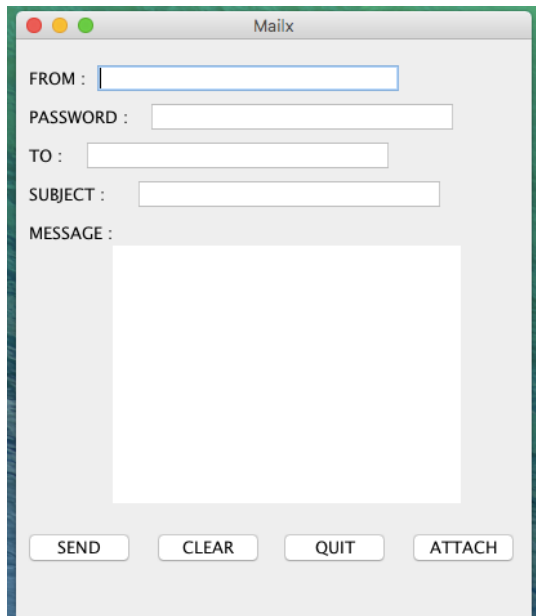 Mailx
FROM :
PASSWORD :
TO :
SUBJECT :
MESSAGE :
SEND CLEAR QUIT ATTACH